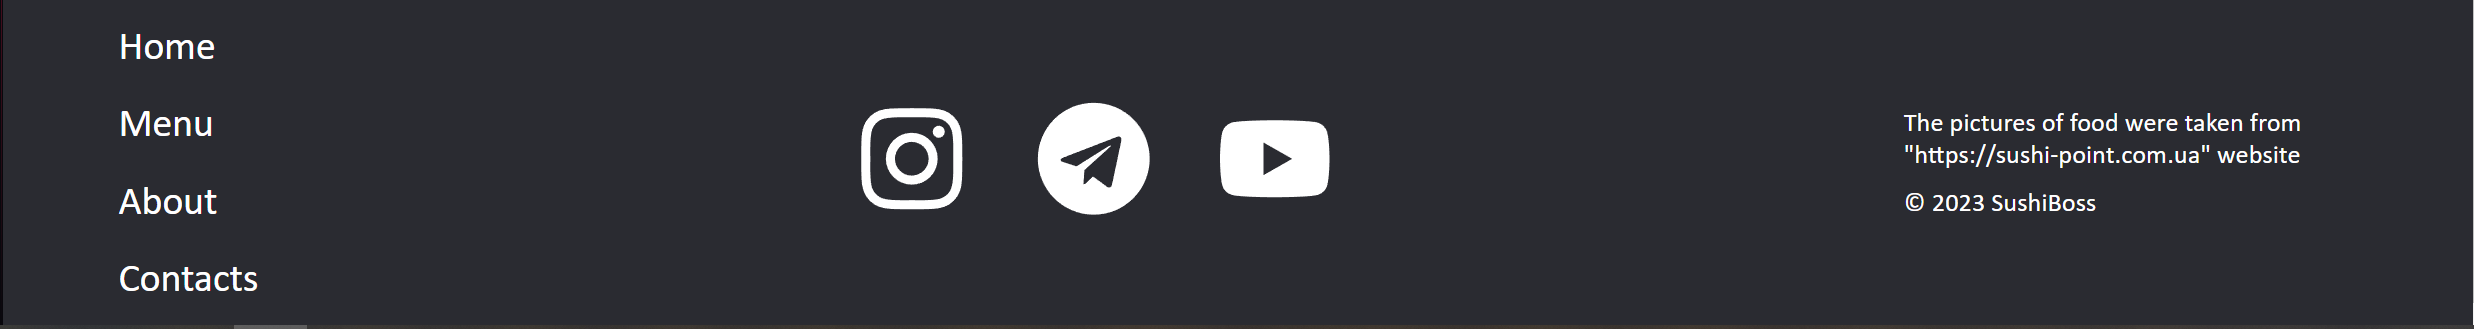 Home
Menu
About
Contacts
The pictures of food were taken from
"https://sushi-point.com.ua" website
© 2023 SushiBoss